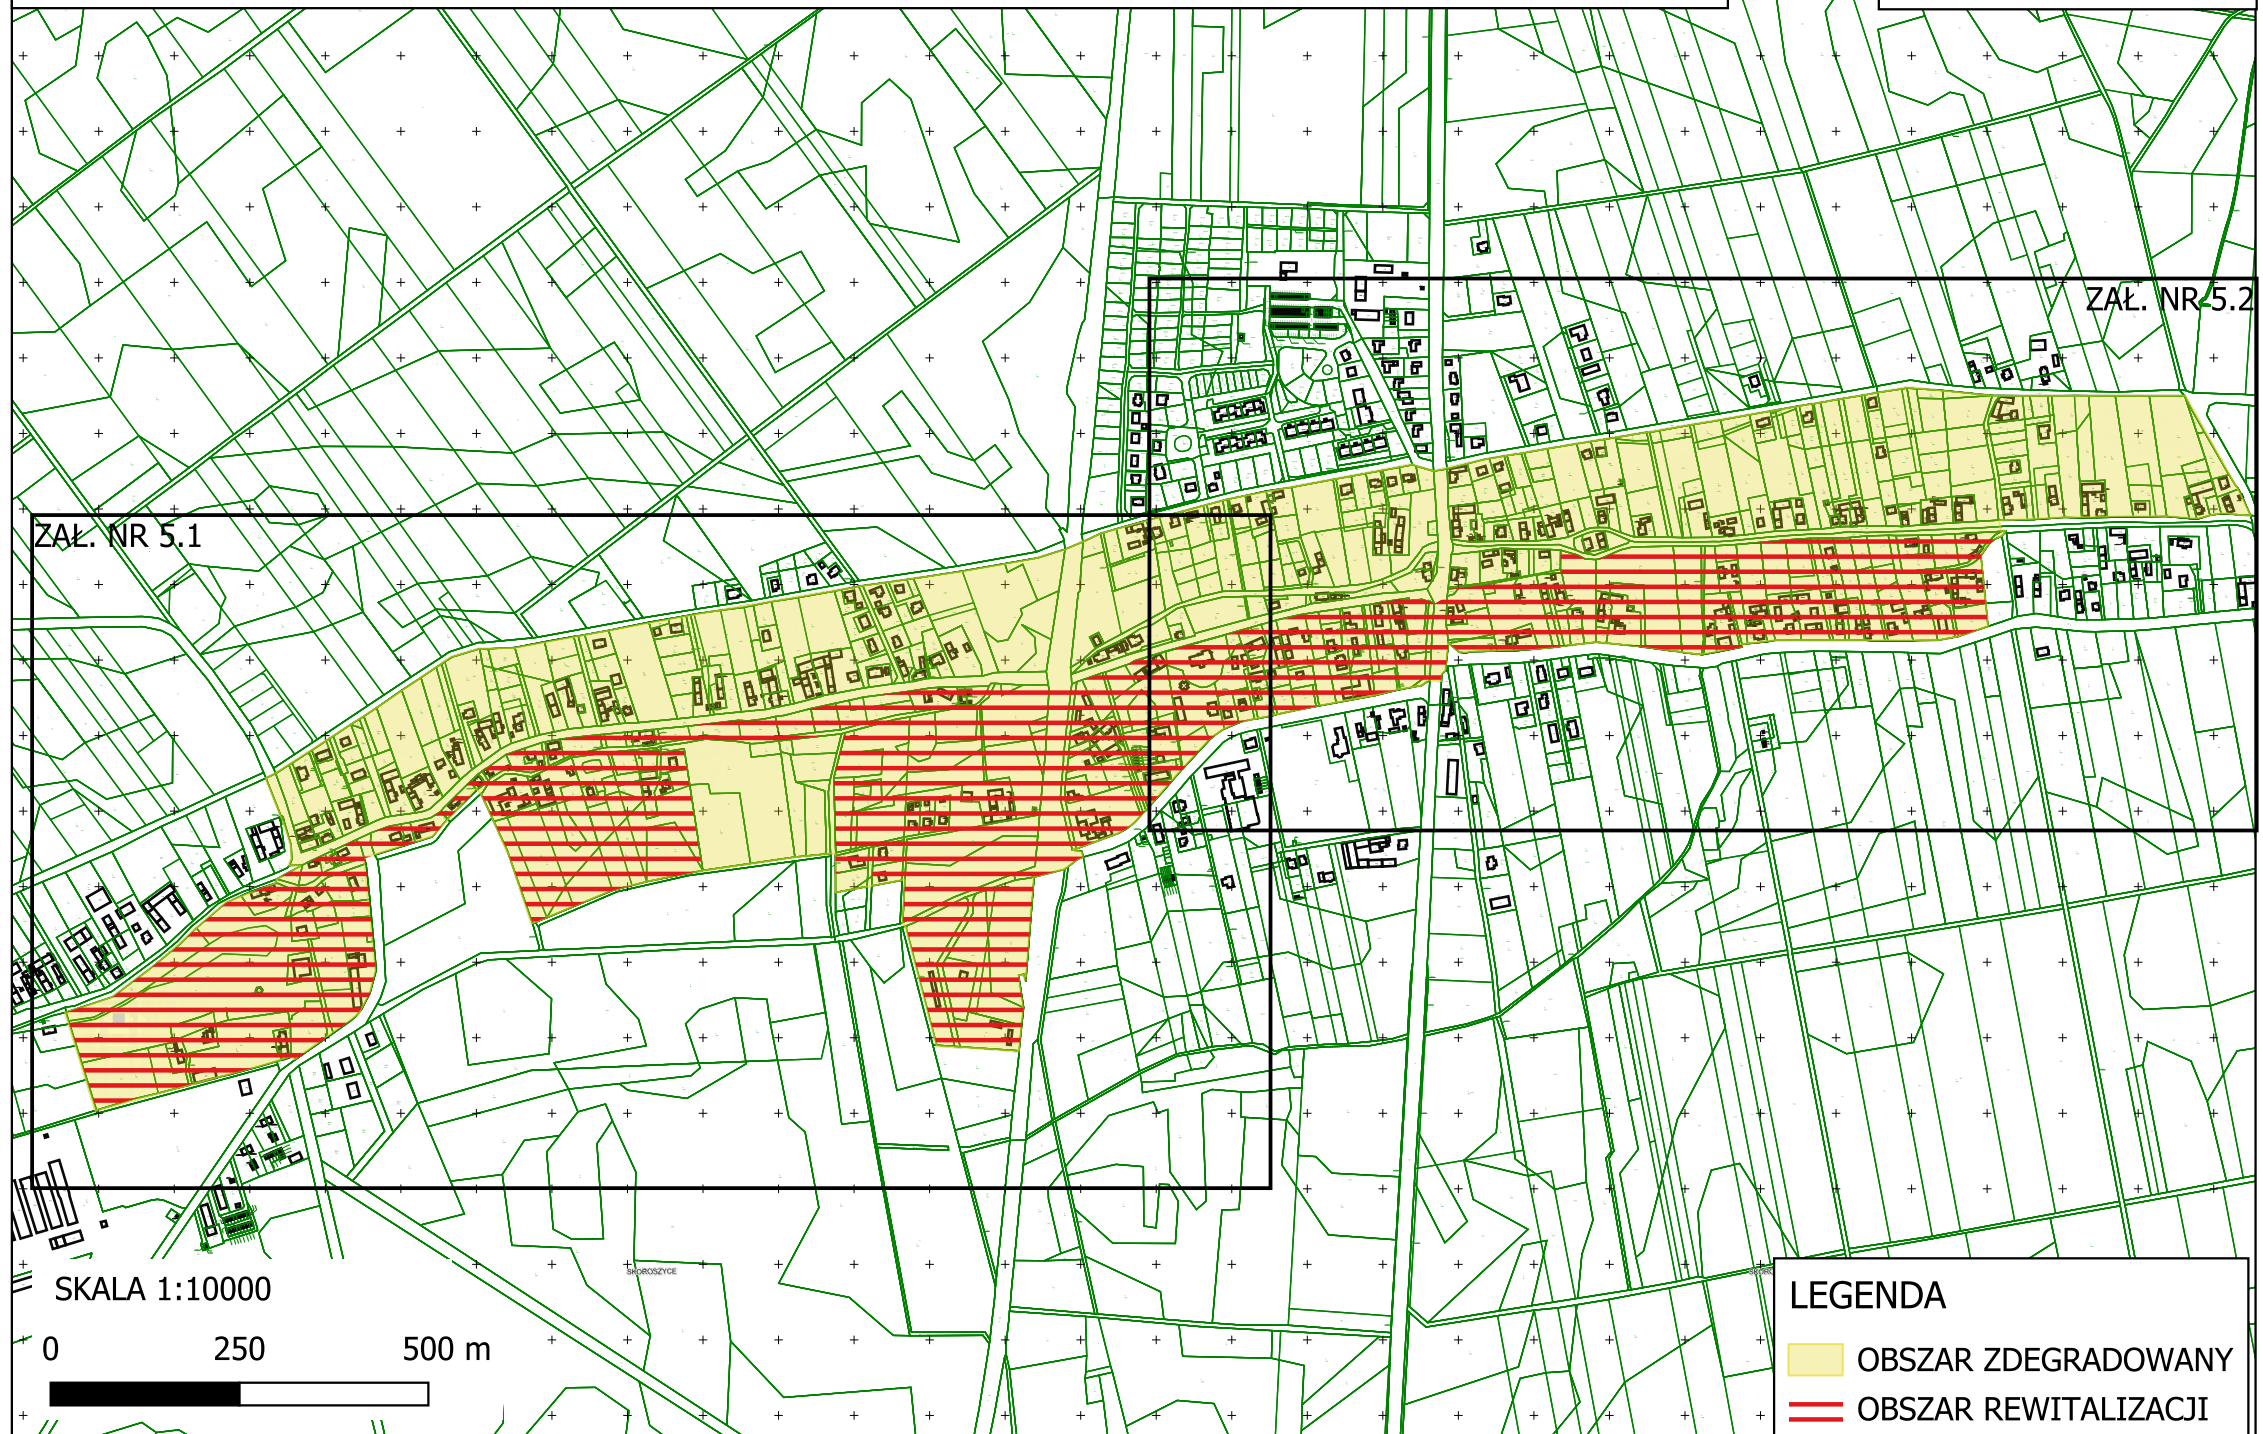 ZAŁ. NR 5.2
ZAŁ. NR 5.1
SKOROSZYCE
SKALA 1:10000
0 250 500 m
LEGENDA
OBSZAR ZDEGRADOWANY
OBSZAR REWITALIZACJI